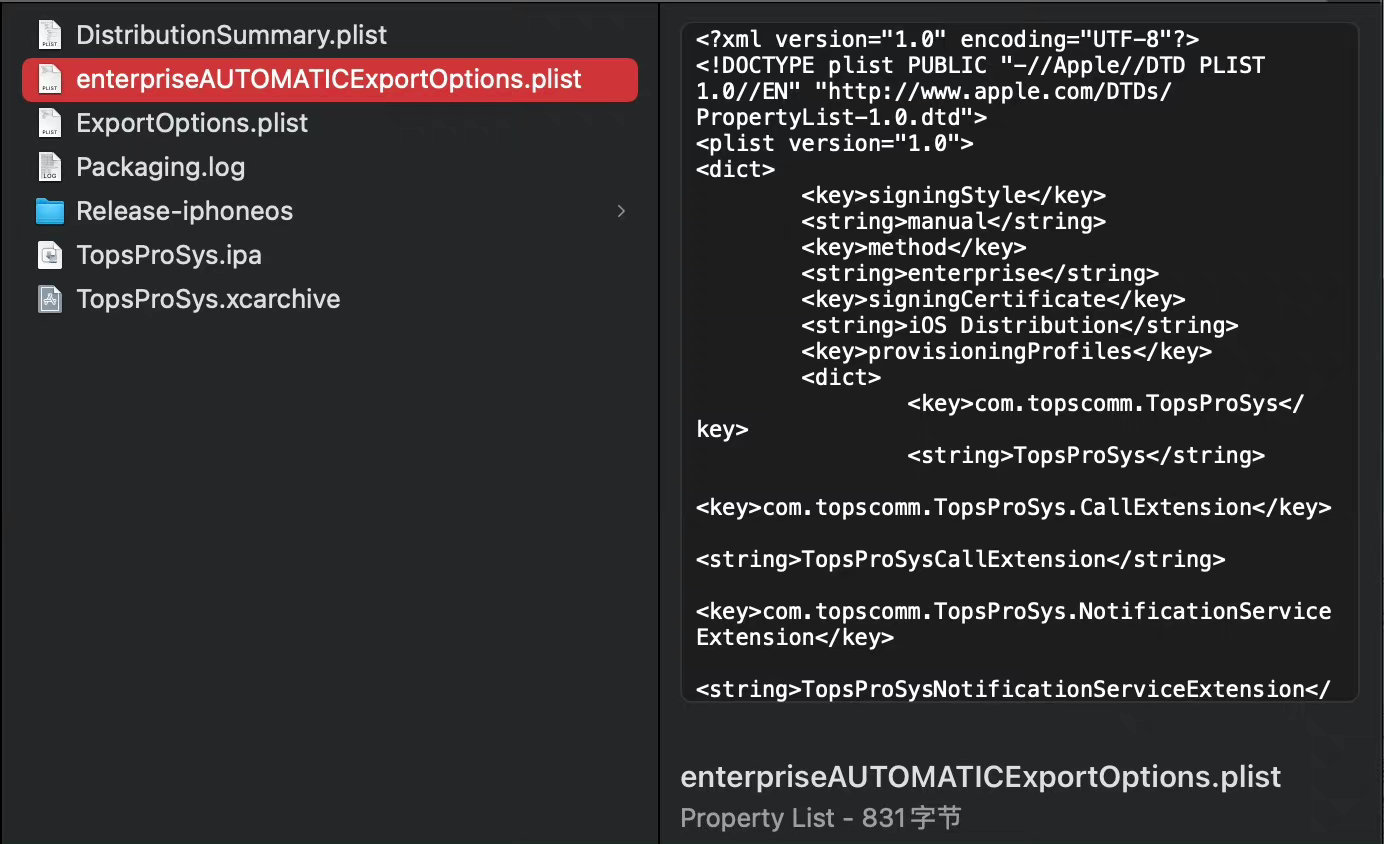 DistributionSummary.plist
enterpriseAUTOMATICExportOptions.plist
ExportOptions.plist
Packaging.log
Release-iphoneos
TopsProSys.ipa
TopsProSys.xcarchive
<?xml version="1.0" encoding="UTF-8"?>
<!DOCTYPE plist PUBLIC "-//Apple//DTD PLIST
1.0//EN" "http://www.apple.com/DTDs/
PropertyList-1.0.dtd">
<plist version="1.0">
<dict>
<key>signingStyle</key>
<string>manual</string>
<key>method</key>
<string>enterprise</string>
<key>signingCertificate</key>
<string>iOS Distribution</string>
<key>provisioningProfiles</key>
<dict>
<key>com.topscomm.TopsProSys</
key>
<string>TopsProSys</string>
<key>com.topscomm.TopsProSys.CallExtension</key>
<string>TopsProSysCallExtension</string>
<key>com.topscomm.TopsProSys.NotificationService
Extension</key>
<string>TopsProSysNotificationServiceExtension</
enterpriseAUTOMATICExportOptions.plist
Property List - 831字节